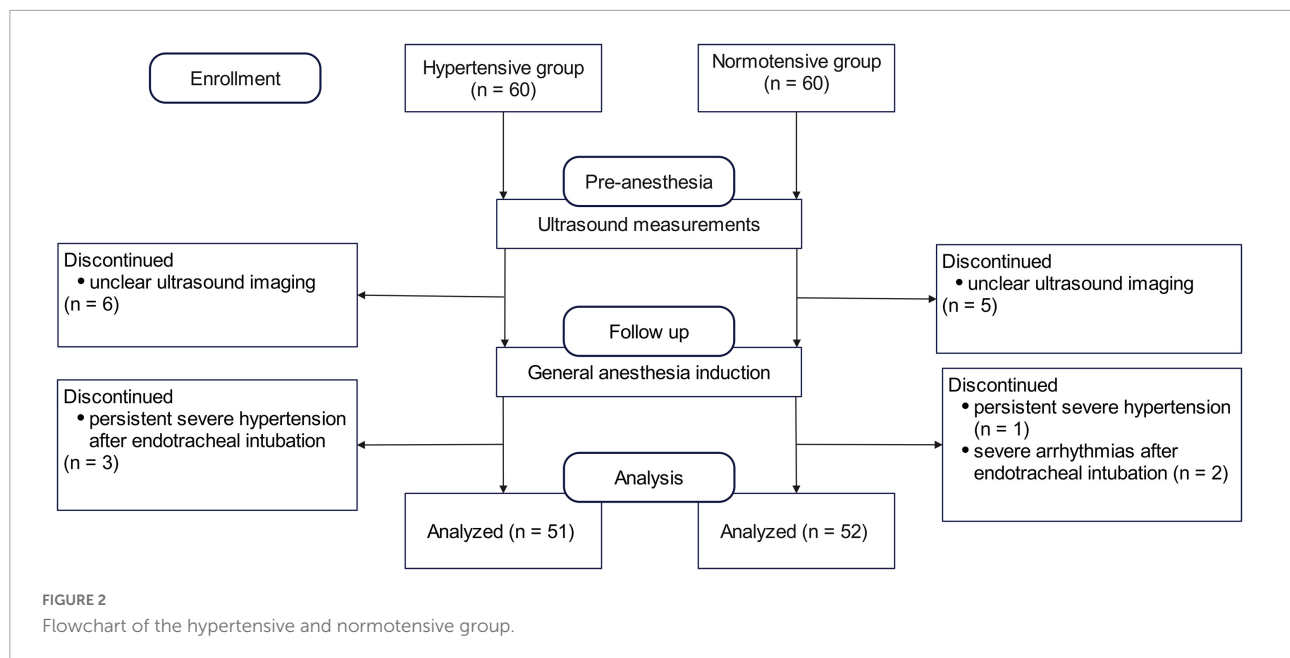 Enrollment
Hypertensive group
(n = 60)
Normotensive group
(n = 60)
Pre-anesthesia
Ultrasound measurements
Discontinued
• unclear ultrasound imaging
(n = 6)
Discontinued
• unclear ultrasound imaging
(n = 5)
Follow up
General anesthesia induction
Discontinued
• persistent severe hypertension
after endotracheal intubation
(n = 3)
Discontinued
• persistent severe hypertension
(n = 1)
• severe arrhythmias after
endotracheal intubation (n = 2)
Analysis
Analyzed (n = 51)
Analyzed (n = 52)
FIGURE 2
Flowchart of the hypertensive and normotensive group.